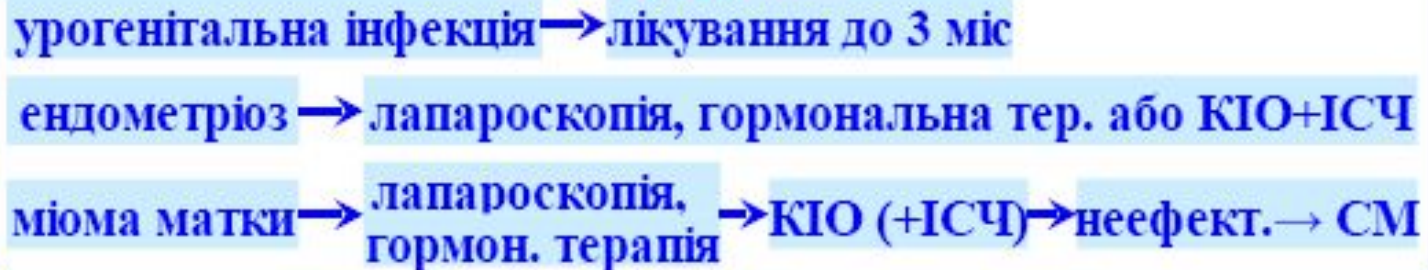 урогенітальна інфекція→лікування до 3 міс
ендометріоз→лапароскопія, гормональна тер. або КІО+ІСЧ
міома матки→лапароскопія,
гормон. терапія→КІО (+ІСЧ)→неефект.→ СМ